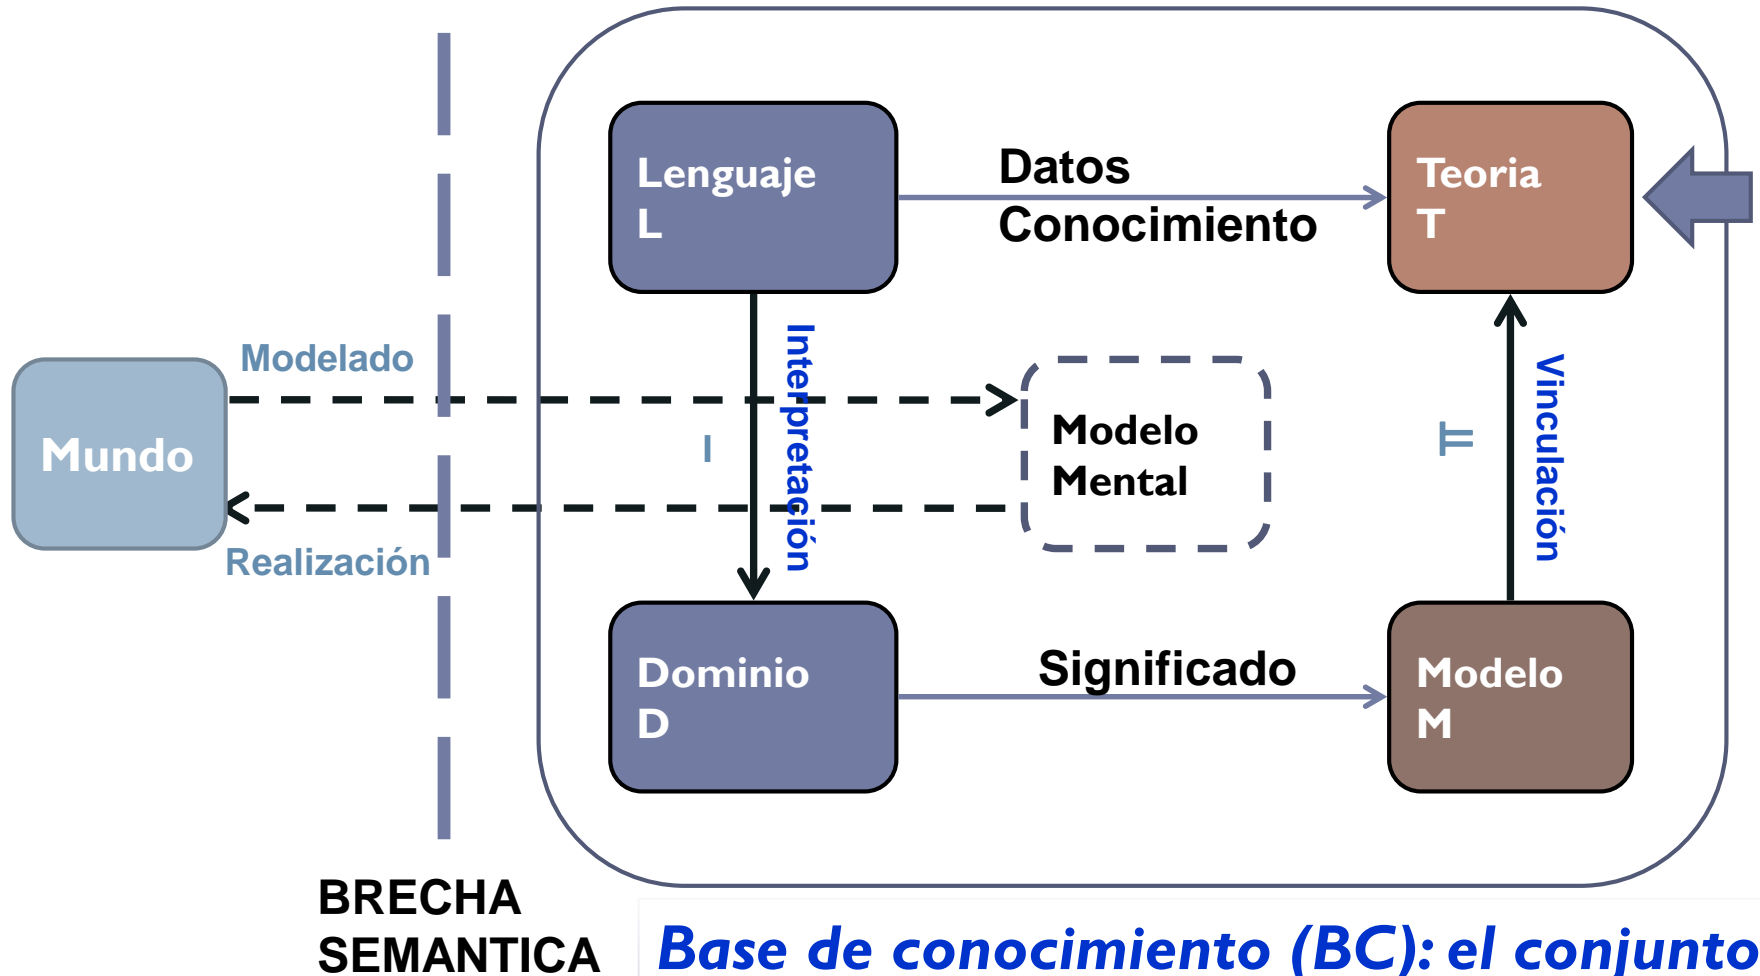 Lenguaje
L
Datos
Conocimiento
Teoria
T
Modelado
Mundo
Realización
I
Interpretación
Modelo
Mental
⊨
Vinculación
Dominio
D
Significado
Modelo
M
BRECHA
SEMANTICA
Base de conocimiento (BC): el conjunto